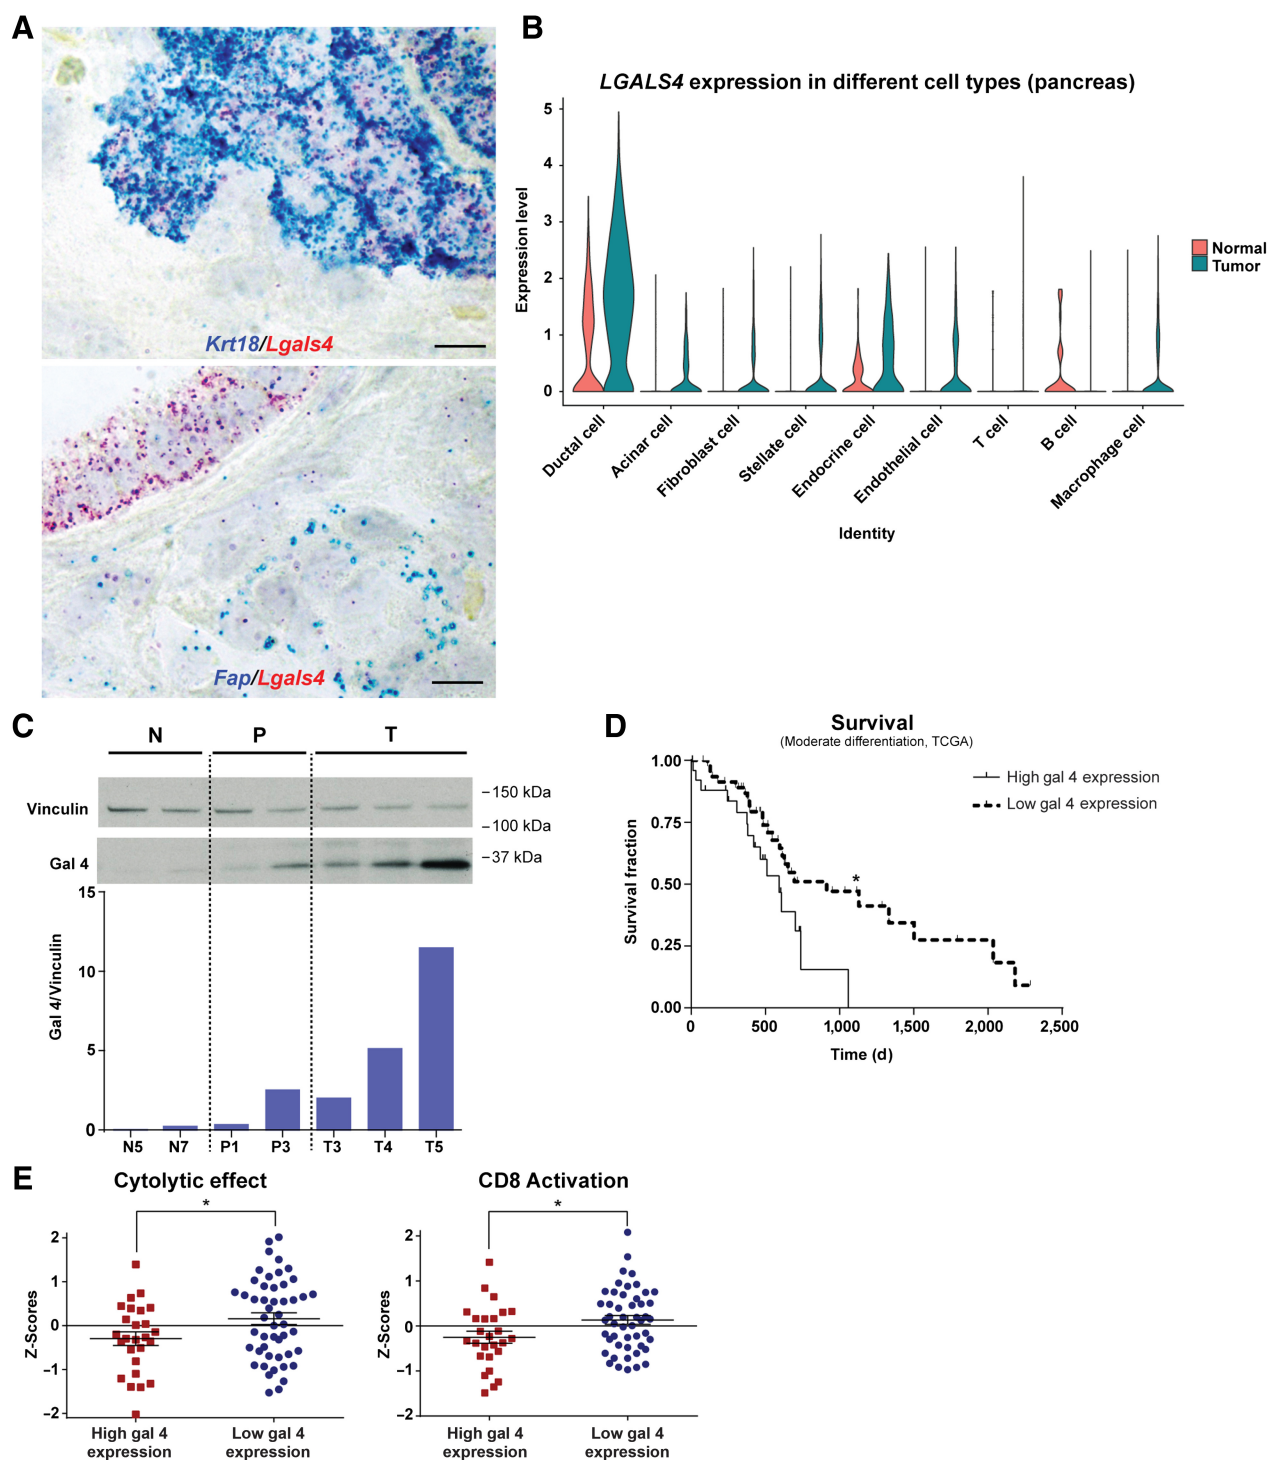 A
Krt18/Lgals4
Fap/Lgals4
B
LGALS4 expression in different cell types (pancreas)
Expression level
5
4
3
2
1
0
Normal
Tumor
Ductal cell
Acinar cell
Fibroblast cell
Stellate cell
Endocrine cell
Endothelial cell
T cell
B cell
Macrophage cell
Identity
C
N P T
Vinculin
–150 kDa
–100 kDa
Gal 4
–37 kDa
Gal 4/Vinculin
15
10
5
0
N5 N7 P1 P3 T3 T4 T5
D
Survival
(Moderate differentiation, TCGA)
High gal 4 expression
Low gal 4 expression
Survival fraction
1.00
0.75
0.50
0.25
0.00
*
0 500 1,000 1,500 2,000 2,500
Time (d)
E
Cytolytic effect
*
Z-Scores
2
1
0
–1
–2
High gal 4
expression
Low gal 4
expression
CD8 Activation
*
Z-Scores
2
1
0
–1
–2
High gal 4
expression
Low gal 4
expression